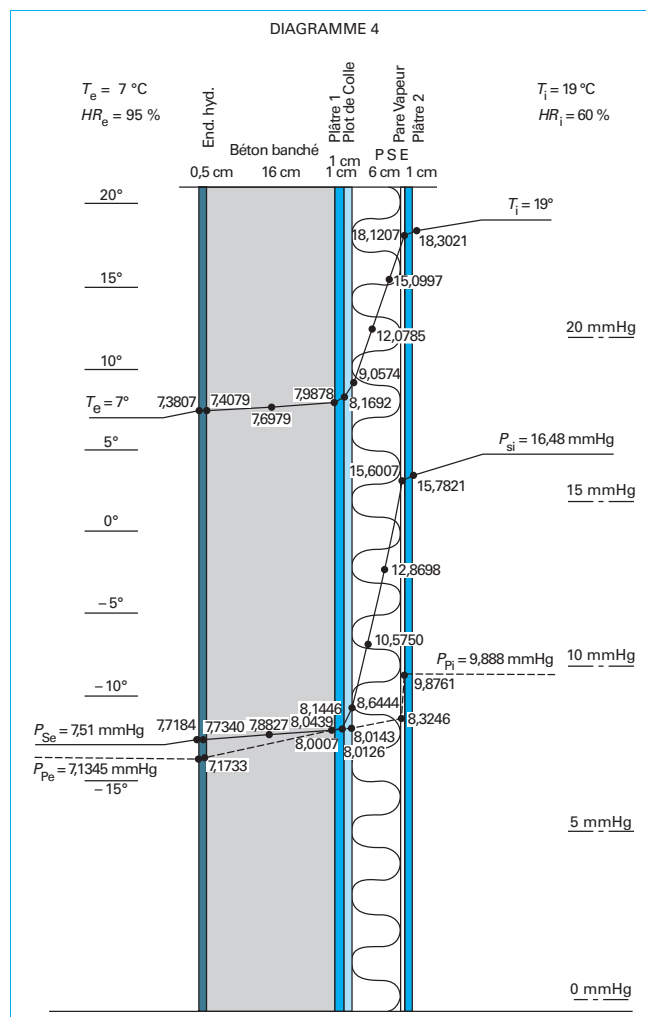 DIAGRAMME 4
Te = 7 °C
HRe = 95 %
Ti = 19 °C
HRi = 60 %
End. hyd.
Béton banché
Plâtre 1
Plot de Colle
PSE
Pare Vapeur
Plâtre 2
0,5 cm
16 cm
1 cm
1 cm
6 cm
1 cm
20°
Ti = 19°
18,1207
18,3021
15°
15,0997
12,0785
20 mmHg
10°
9,0574
7,9878
8,1692
Te = 7°
7,3807
7,4079
7,6979
5°
Psi = 16,48 mmHg
15,6007
15,7821
15 mmHg
0°
12,8698
– 5°
10,5750
PPi = 9,888 mmHg
10 mmHg
– 10°
9,8761
8,1446
8,6444
8,3246
PSe = 7,51 mmHg
7,7184
7,7340
7,8827
8,0439
8,0143
8,0007
8,0126
PPe = 7,1345 mmHg
7,1733
– 15°
5 mmHg
0 mmHg